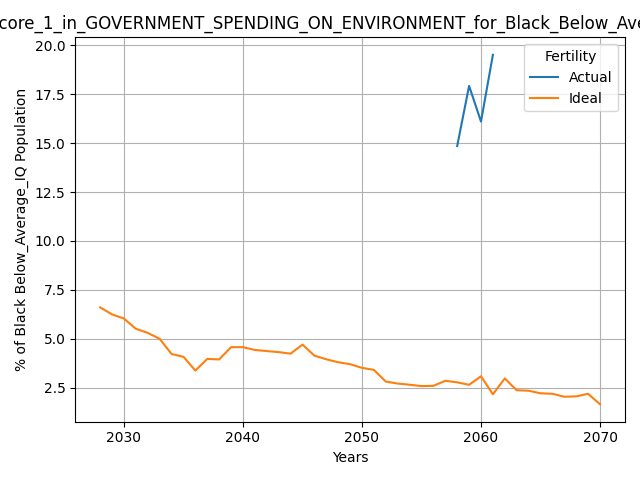 core_1_in_GOVERNMENT_SPENDING_ON_ENVIRONMENT_for_Black_Below_Ave
Fertility
Actual
Ideal
% of Black Below_Average_IQ Population
20.0
17.5
15.0
12.5
10.0
7.5
5.0
2.5
2030 2040 2050 2060 2070
Years